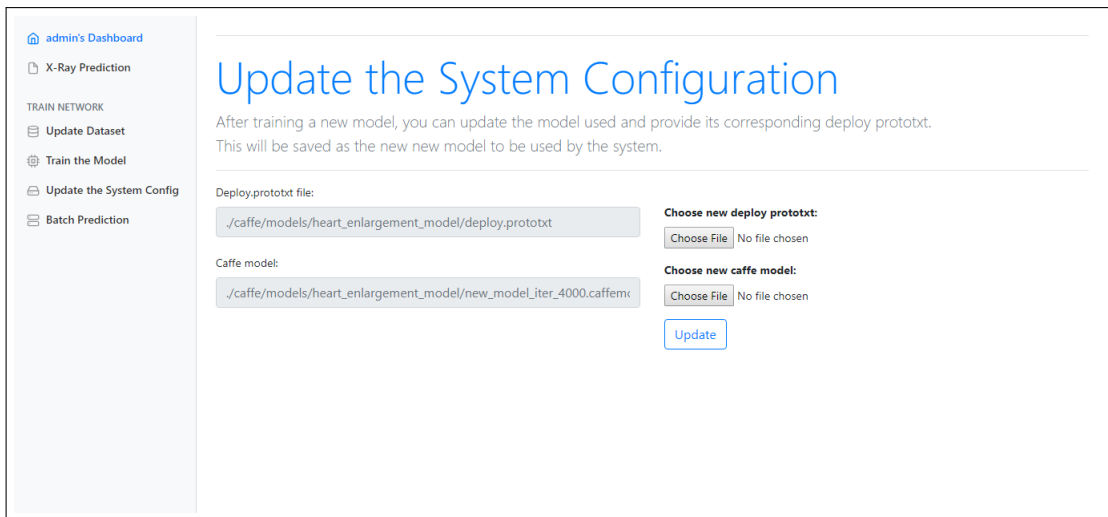 admin's Dashboard
X-Ray Prediction
TRAIN NETWORK
Update Dataset
Train the Model
Update the System Config
Batch Prediction
Update the System Configuration
After training a new model, you can update the model used and provide its corresponding deploy prototxt.
This will be saved as the new new model to be used by the system.
Deploy.prototxt file:
./caffe/models/heart_enlargement_model/deploy.prototxt
Caffe model:
./caffe/models/heart_enlargement_model/new_model_iter_4000.caffemo
Choose new deploy prototxt:
Choose File No file chosen
Choose new caffe model:
Choose File No file chosen
Update